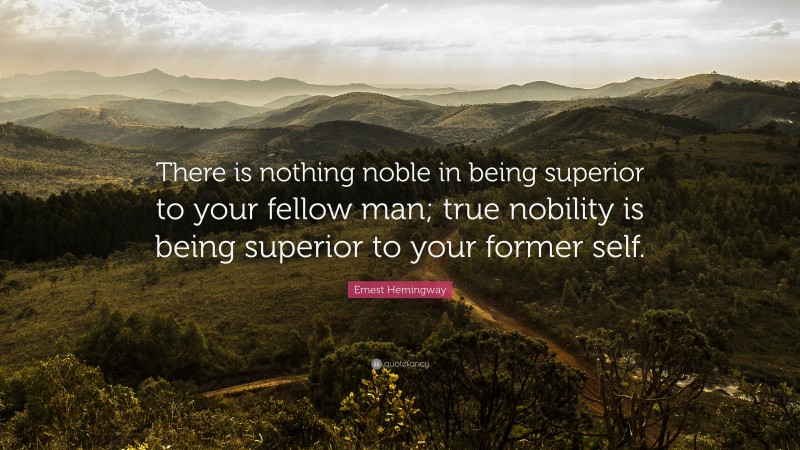 There is nothing noble in being superior
to your fellow man; true nobility is
being superior to your former self.
Ernest Hemingway
quotefancy